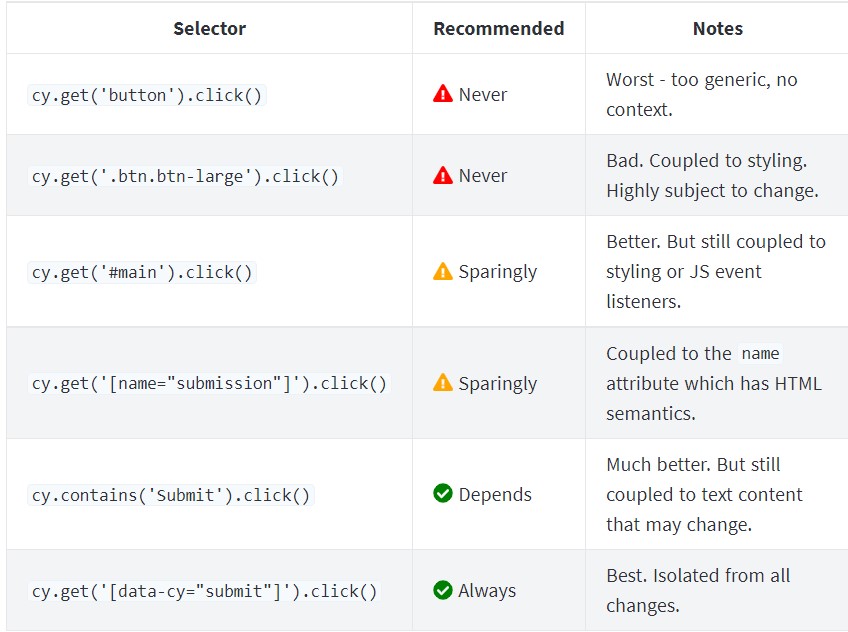 Selector Recommended Notes
cy.get('button').click() Never Worst - too generic, no
context.
cy.get('.btn.btn-large').click() Never Bad. Coupled to styling.
Highly subject to change.
Better. But still coupled to
cy.get('#main').click() Sparingly styling or JS event
listeners.
Coupled to the name
cy.get('[name="submission"]').click() Sparingly attribute which has HTML
semantics.
Much better. But still
cy.contains('Submit').click() Depends coupled to text content
that may change.
cy.get('[data-cy="submit"]').click() Always Best. Isolated from all
changes.